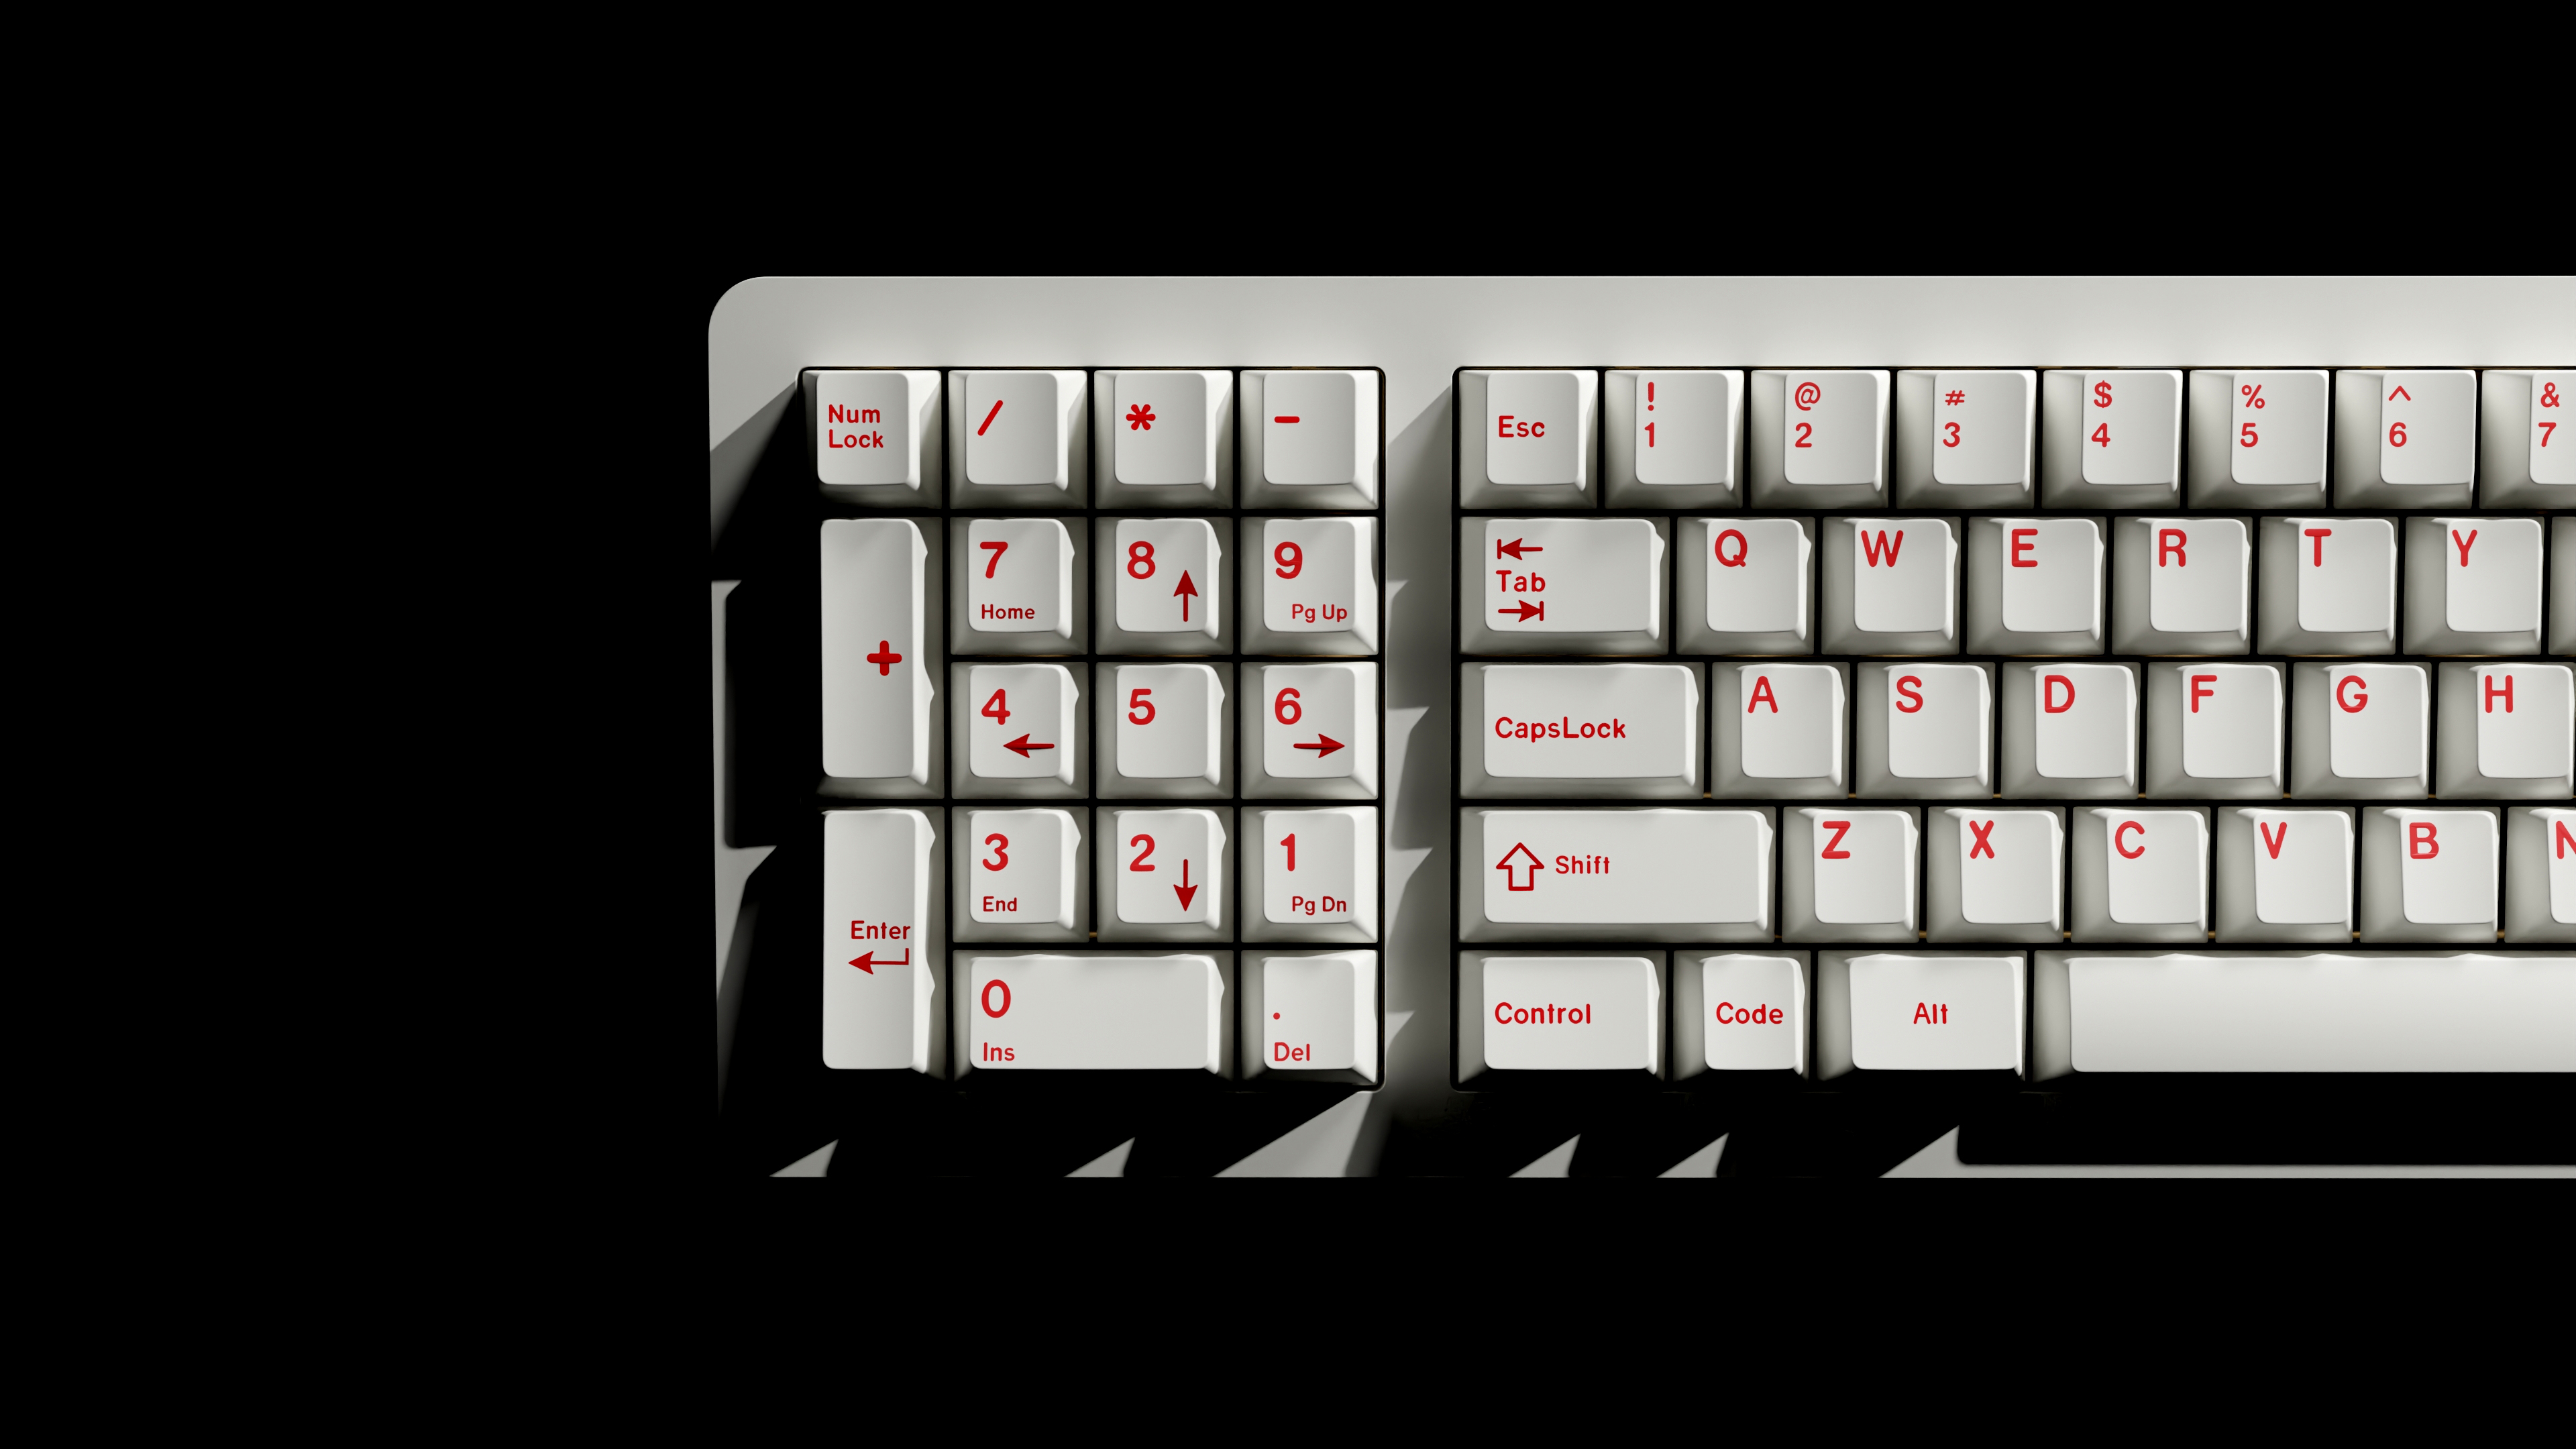 Num
Lock
/
*
-
Esc
!
1
@
2
#
3
$
4
%
5
^
6
&
7
+
7
Home
8
↑
9
Pg Up
Tab
Q
W
E
R
T
Y
4
←
5
6
→
CapsLock
A
S
D
F
G
H
Enter
3
End
2
↓
1
Pg Dn
Shift
Z
X
C
V
B
N
0
Ins
.
Del
Control
Code
Alt